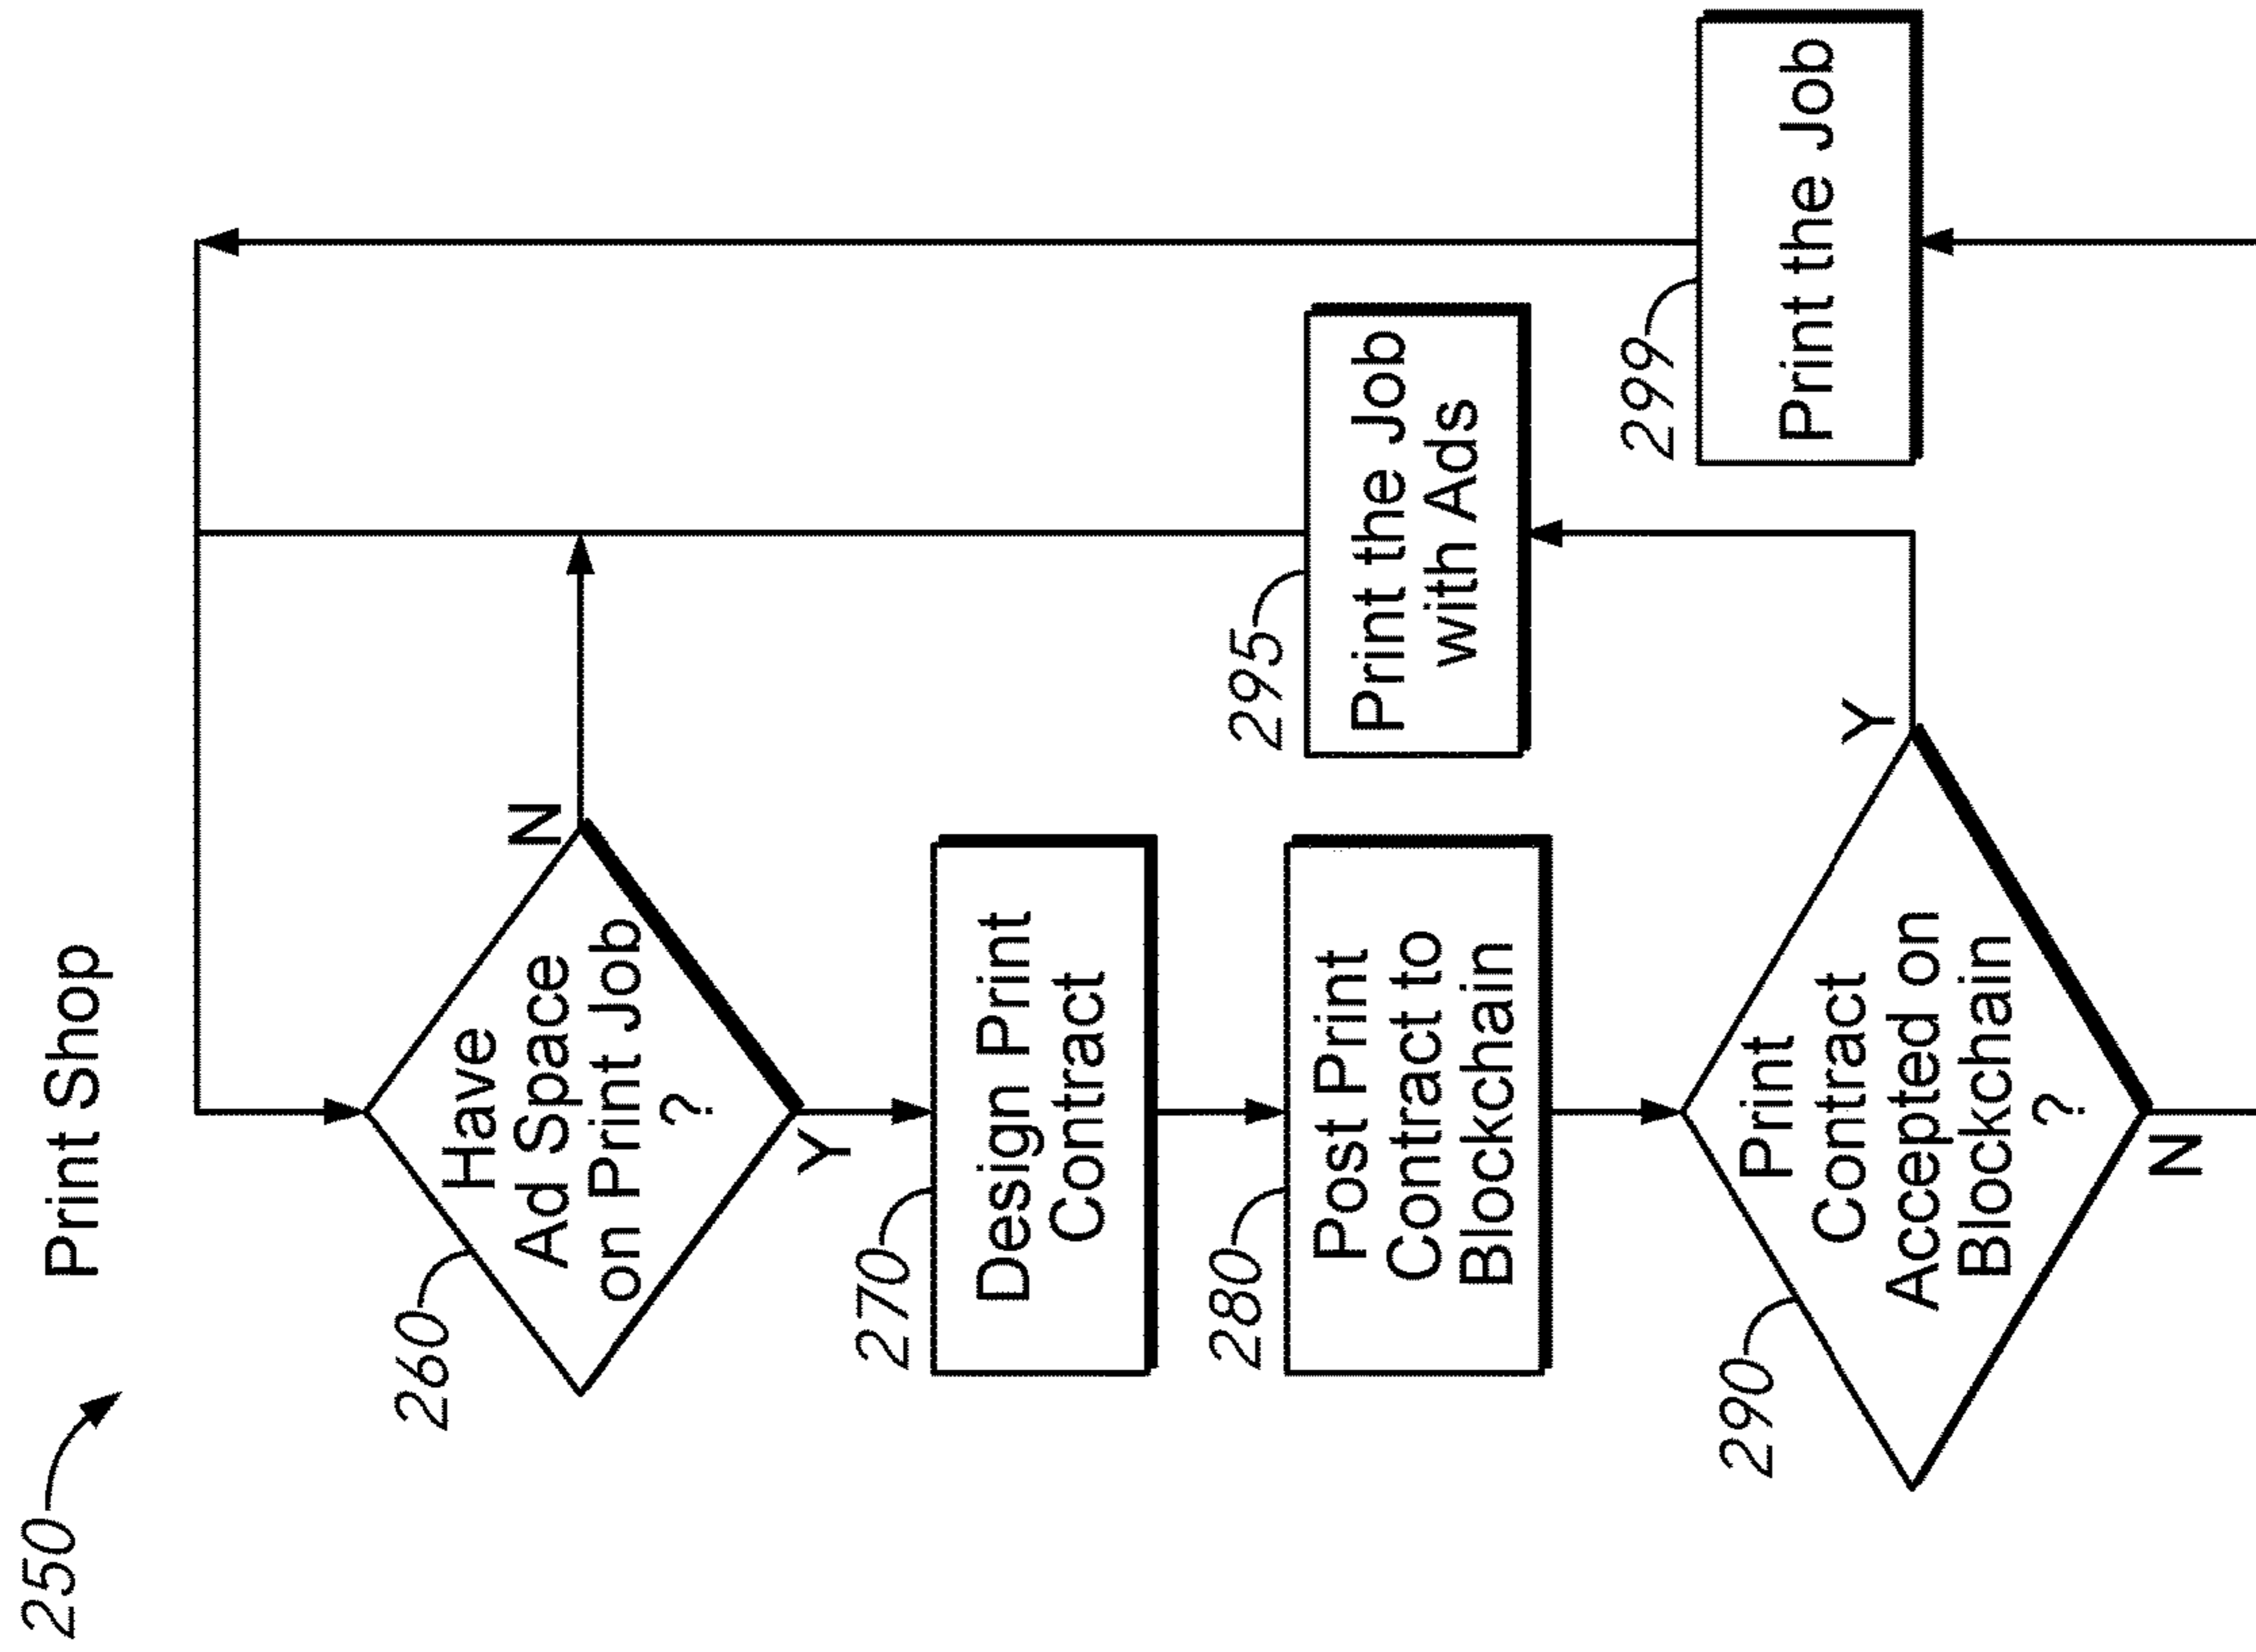 250
Print Shop
260
Have
Ad Space
on Print Job
?
N
Y
270
Design Print
Contract
280
Post Print
Contract to
Blockchain
290
Print
Contract
Accepted on
Blockchain
?
Y
N
295
Print the Job
with Ads
299
Print the Job